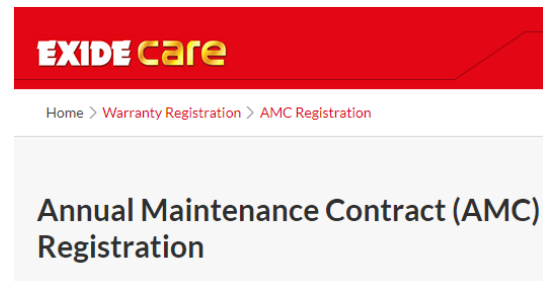 EXIDE care
Home > Warranty Registration > AMC Registration
Annual Maintenance Contract (AMC)
Registration